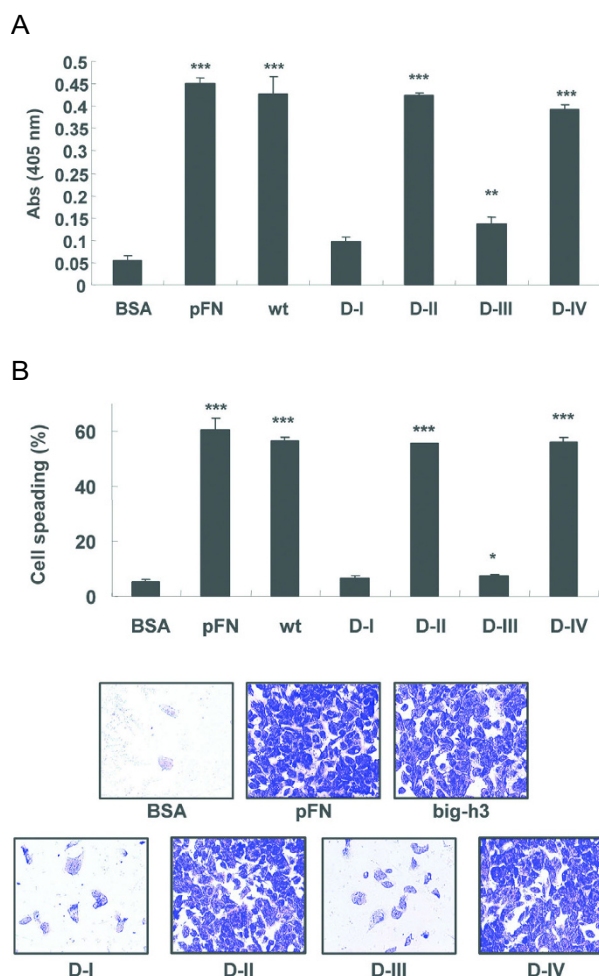 A
0.5
0.45
0.4
0.35
0.3
0.25
0.2
0.15
0.1
0.05
0
Abs (405 nm)
*** *** *** ** ***
BSA pFN wt D-I D-II D-III D-IV
B
60
40
20
0
Cell speading (%)
*** *** *** * ***
BSA pFN wt D-I D-II D-III D-IV
BSA pFN big-h3
D-I D-II D-III D-IV